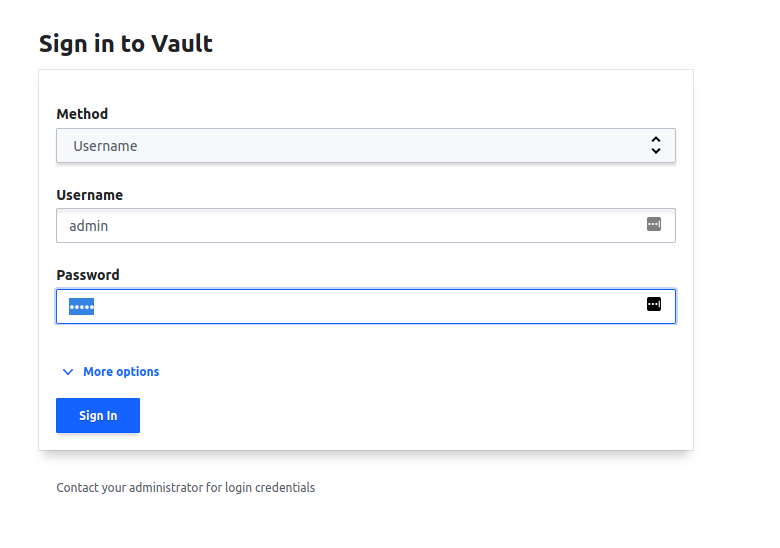 Sign in to Vault
Method
Username
Username
admin
Password
•••••
More options
Sign In
Contact your administrator for login credentials